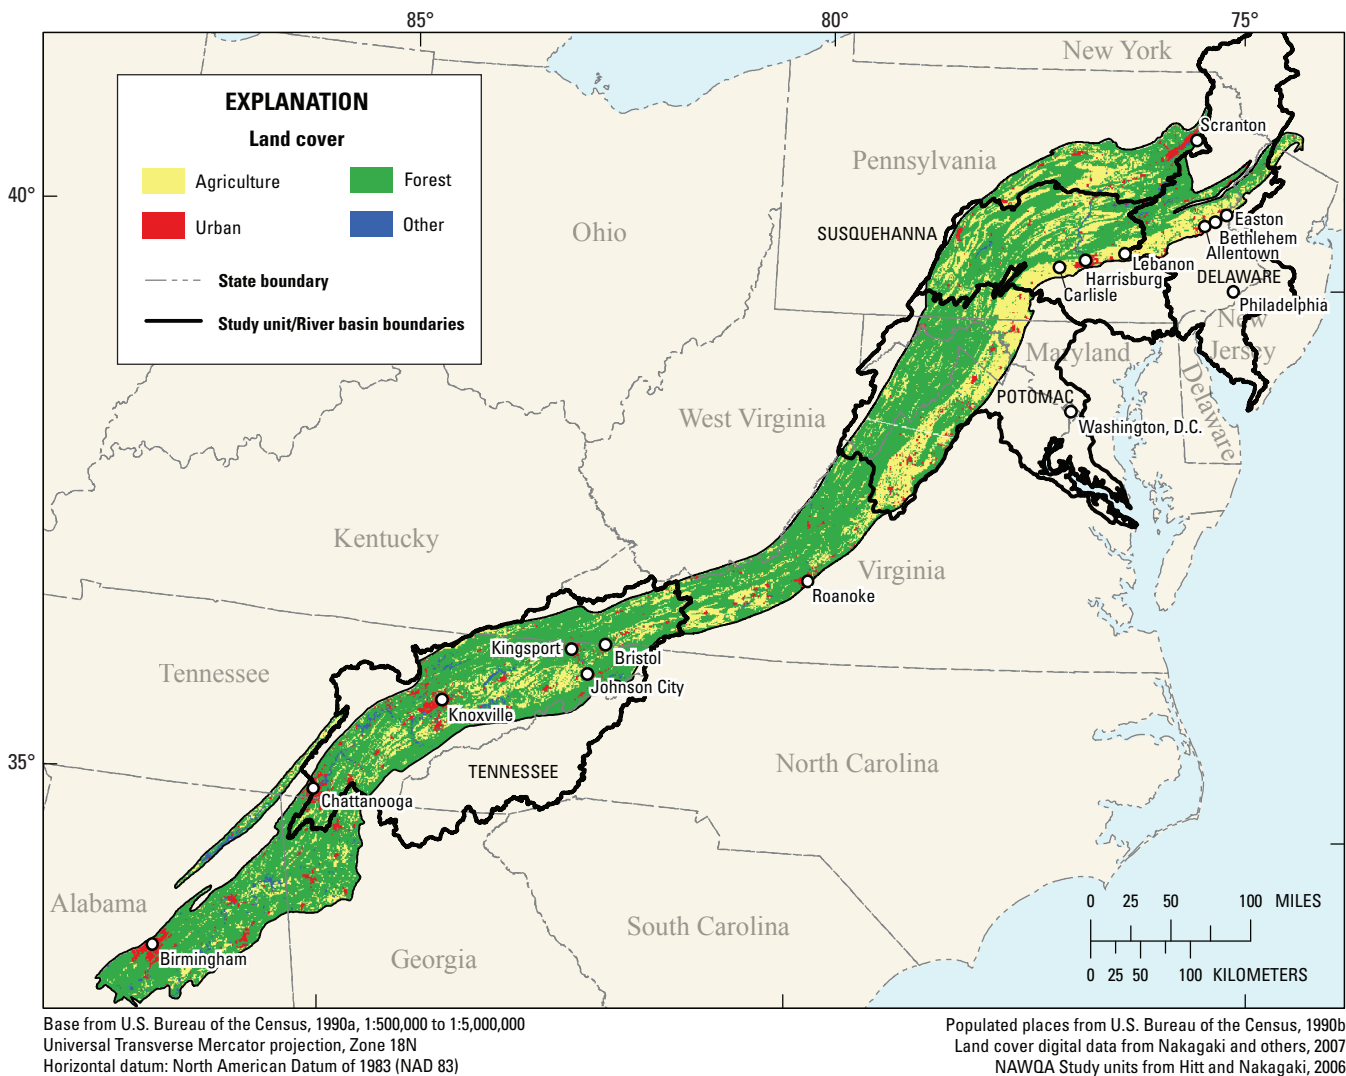 85°
80°
75°
New York
EXPLANATION
Land cover
Agriculture
Forest
Urban
Other
State boundary
Study unit/River basin boundaries
Scranton
Pennsylvania
40°
Ohio
SUSQUEHANNA
Easton
Bethlehem
Allentown
Lebanon
Harrisburg
Carlisle
DELAWARE
Philadelphia
New
Jersey
Maryland
Delaware
POTOMAC
Washington, D.C.
West Virginia
Kentucky
Virginia
Roanoke
Kingsport
Bristol
Johnson City
Tennessee
Knoxville
TENNESSEE
North Carolina
35°
Chattanooga
Alabama
Birmingham
Georgia
South Carolina
0 25 50 100 MILES
0 25 50 100 KILOMETERS
Base from U.S. Bureau of the Census, 1990a, 1:500,000 to 1:5,000,000
Universal Transverse Mercator projection, Zone 18N
Horizontal datum: North American Datum of 1983 (NAD 83)
Populated places from U.S. Bureau of the Census, 1990b
Land cover digital data from Nakagaki and others, 2007
NAWQA Study units from Hitt and Nakagaki, 2006